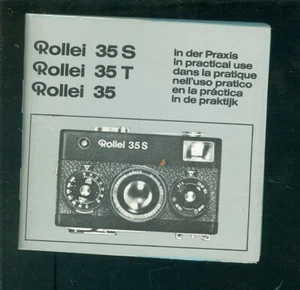 Rollei 35 S
Rollei 35 T
Rollei 35
in der Praxis
in practical use
dans la pratique
nell'uso pratico
en la práctica
in de praktijk
Rollei 35 S